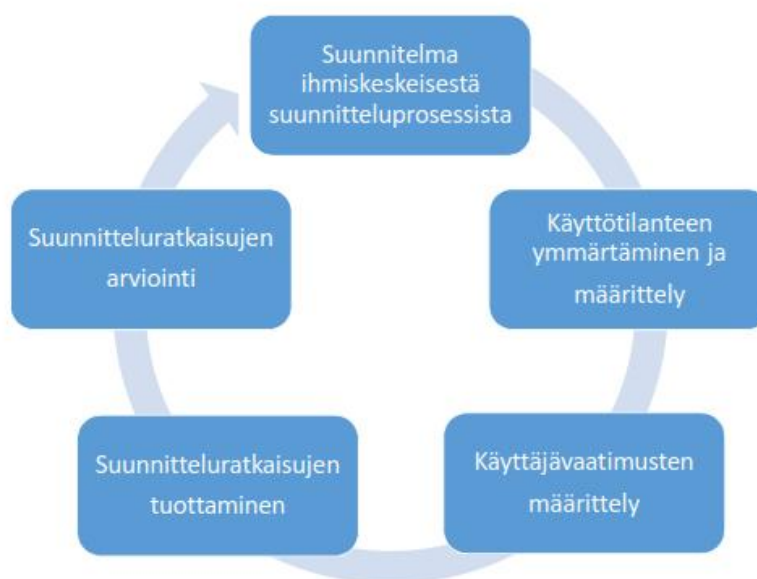 Suunnitelma
ihmiskeskeisestä
suunnitteluprosessista
Käyttötilanteen
ymmärtäminen ja
määrittely
Käyttäjävaatimusten
määrittely
Suunnitteluratkaisujen
tuottaminen
Suunnitteluratkaisujen
arviointi